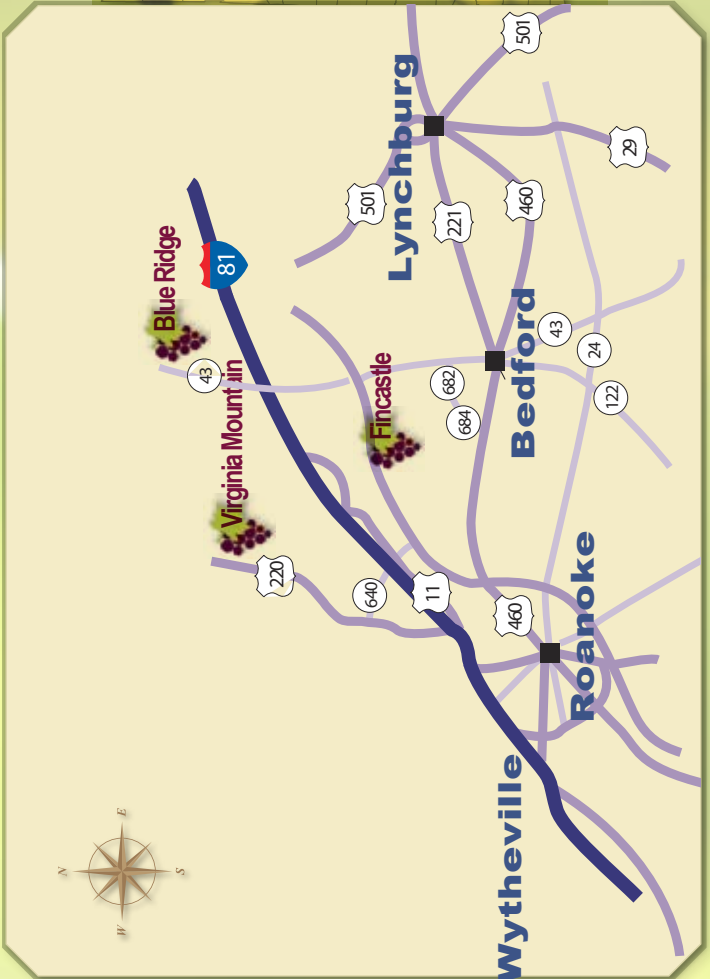 501
Lynchburg
29
501
221
460
Blue Ridge
81
43
Virginia Mountain
Fincastle
682
684
Bedford
43
24
122
220
640
11
460
Roanoke
Wytheville
N
E
S
W